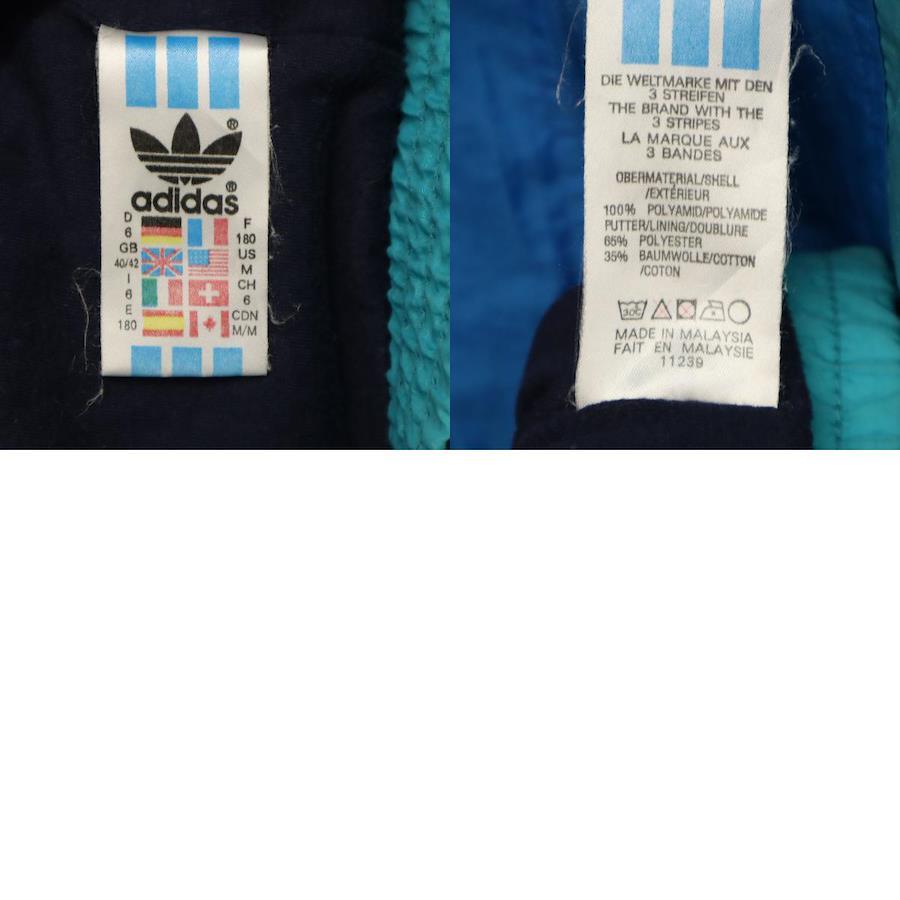 ®
adidas®
D
6
GB
40/42
I
6
E
180
F
180
US
M
CH
6
CDN
M/M
DIE WELTMARKE MIT DEN
3 STREIFEN
THE BRAND WITH THE
3 STRIPES
LA MARQUE AUX
3 BANDES
OBERMATERIAL/SHELL
/EXTÉRIEUR
100% POLYAMID/POLYAMIDE
FUTTER/LINING/DOUBLURE
65% POLYESTER
35% BAUMWOLLE/COTTON
/COTON
30C
MADE IN MALAYSIA
FAIT EN MALAYSIE
11239